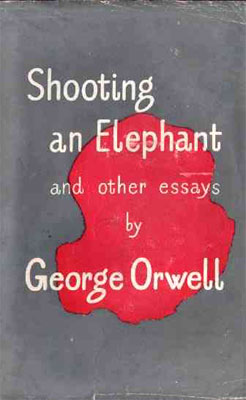 Shooting
an Elephant
and other essays
by
George Orwell